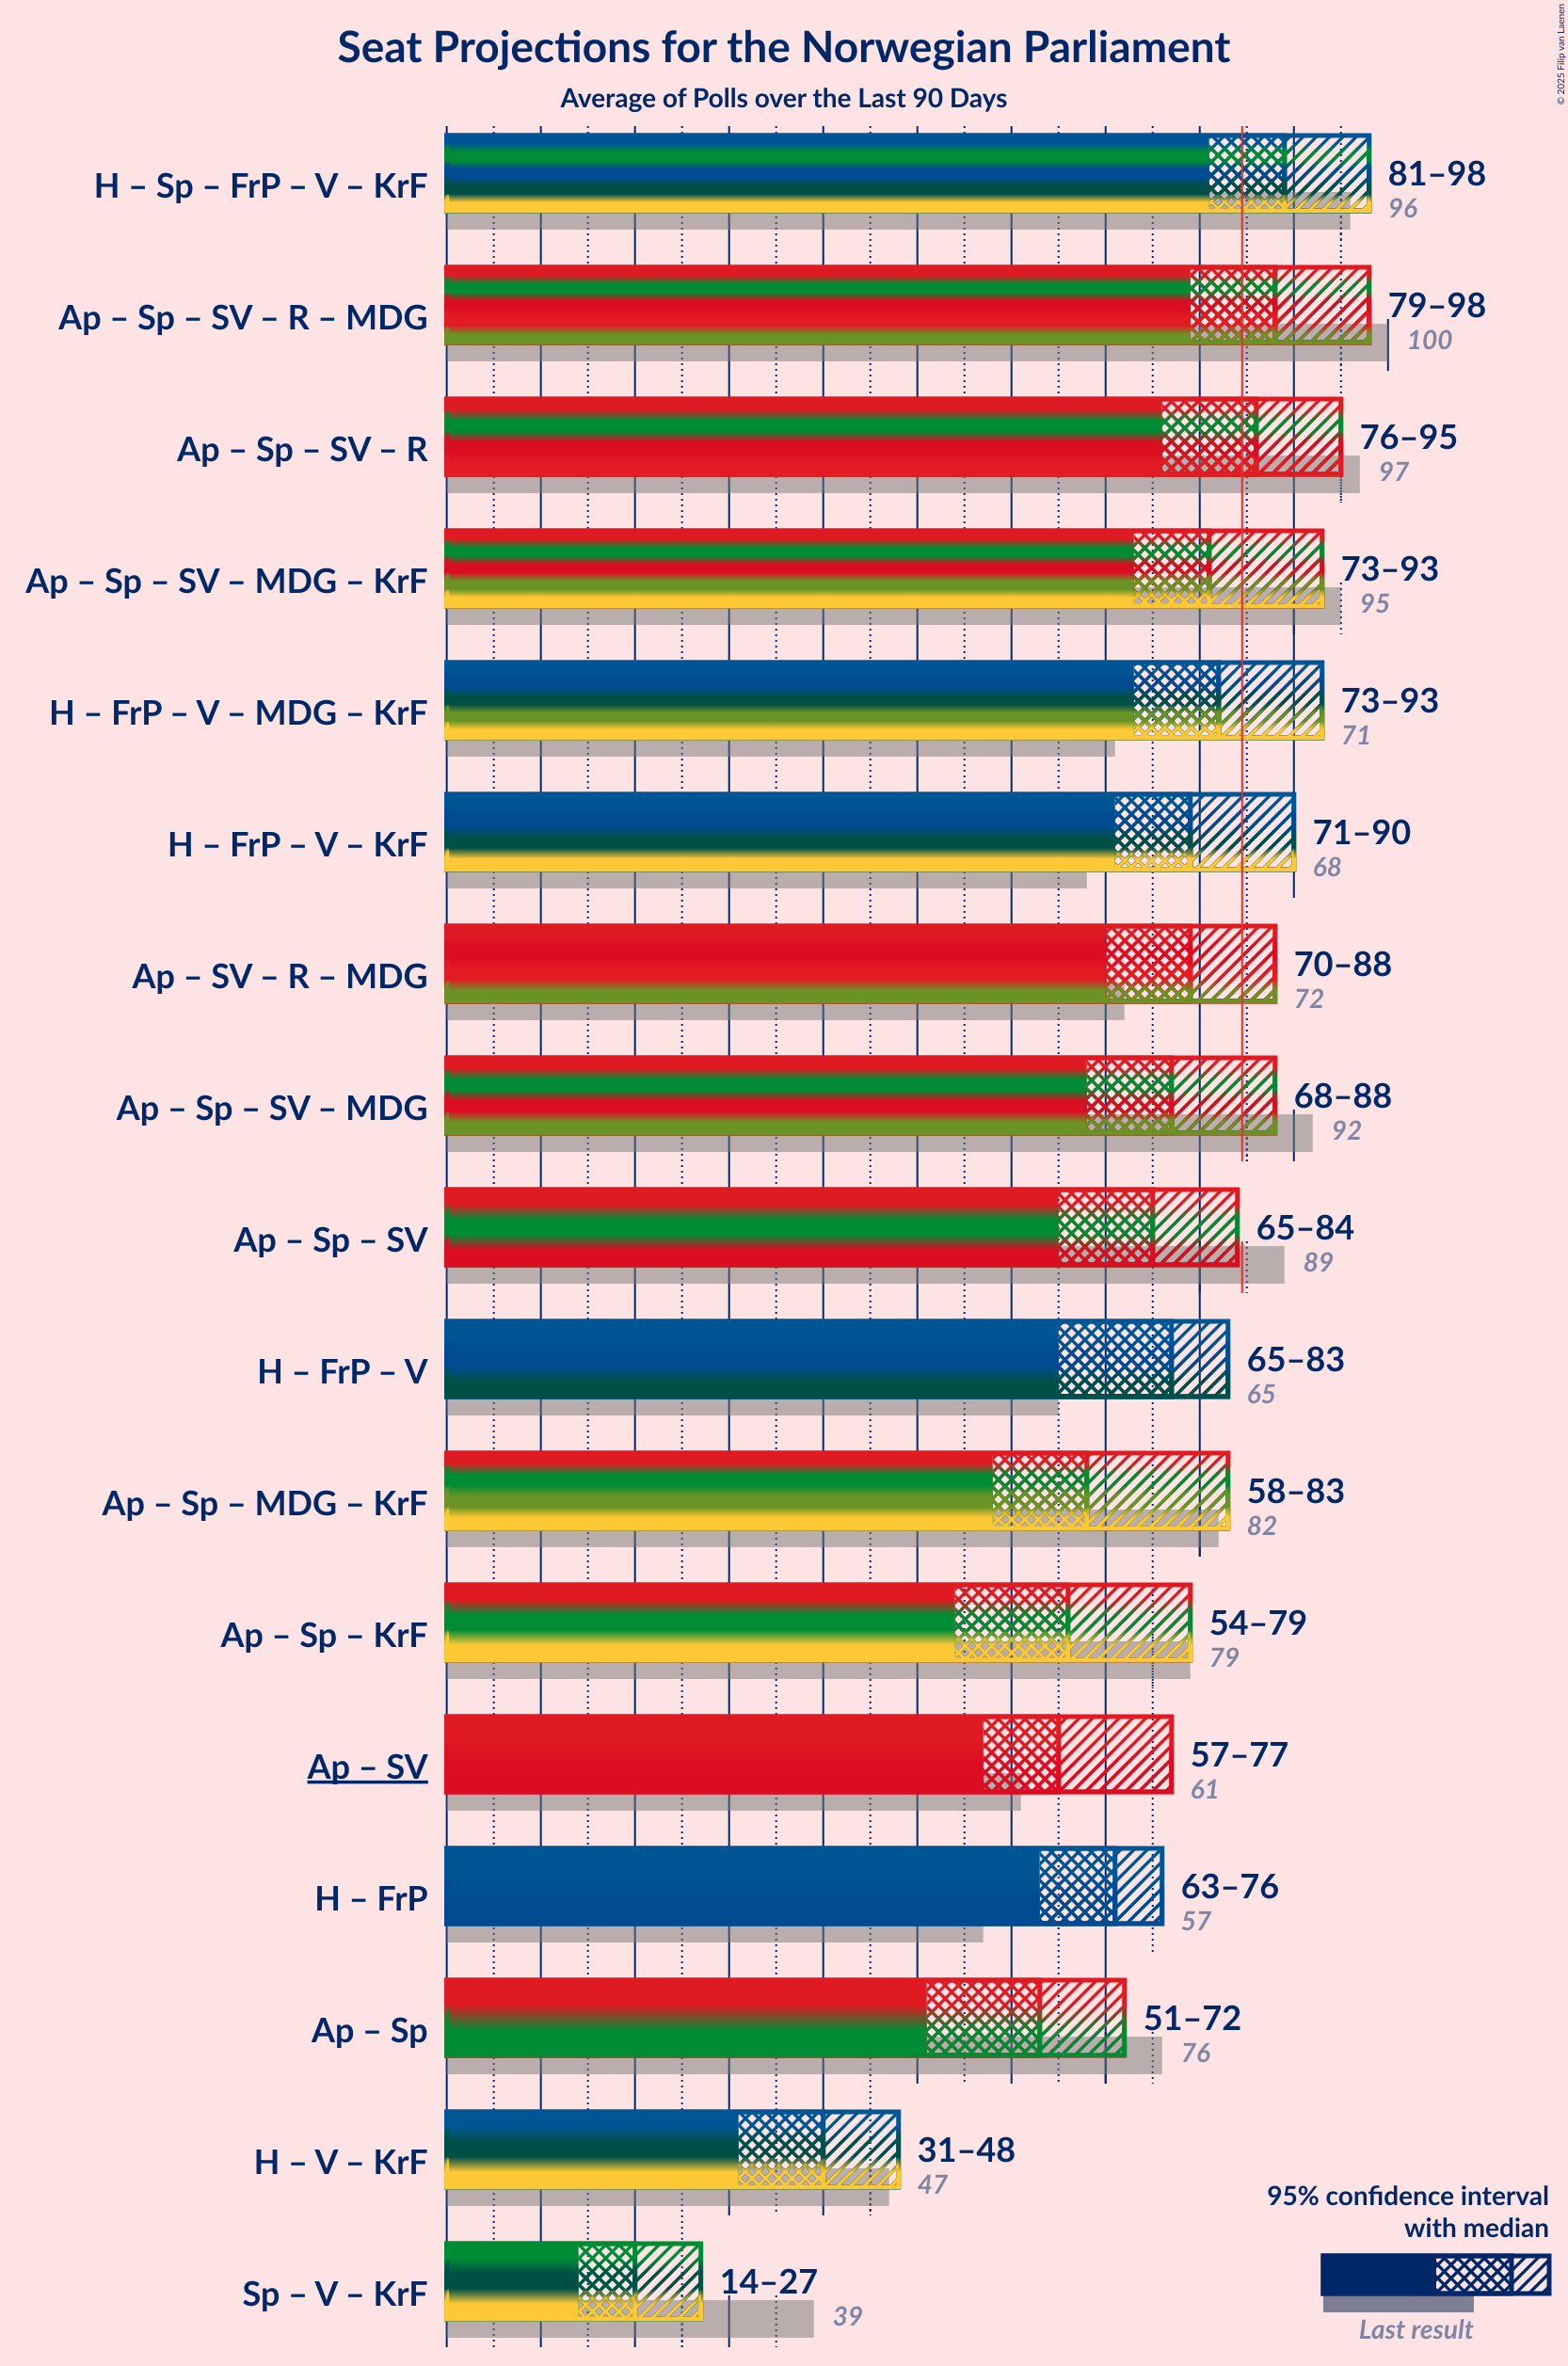 © 2025 Filip van Laenen
Seat Projections for the Norwegian Parliament
Average of Polls over the Last 90 Days
H – Sp – FrP – V – KrF
81–98
96
Ap – Sp – SV – R – MDG
79–98
100
Ap – Sp – SV – R
76–95
97
Ap – Sp – SV – MDG – KrF
73–93
95
H – FrP – V – MDG – KrF
73–93
71
H – FrP – V – KrF
71–90
68
Ap – SV – R – MDG
70–88
72
Ap – Sp – SV – MDG
68–88
92
Ap – Sp – SV
65–84
89
H – FrP – V
65–83
65
Ap – Sp – MDG – KrF
58–83
82
Ap – Sp – KrF
54–79
79
Ap – SV
57–77
61
H – FrP
63–76
57
Ap – Sp
51–72
76
H – V – KrF
31–48
47
Sp – V – KrF
14–27
39
95% confidence interval
with median
Last result